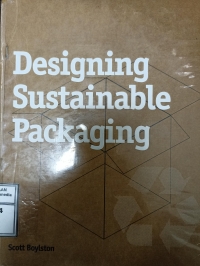 Designing
Sustainable
Packaging
Scott Boylston